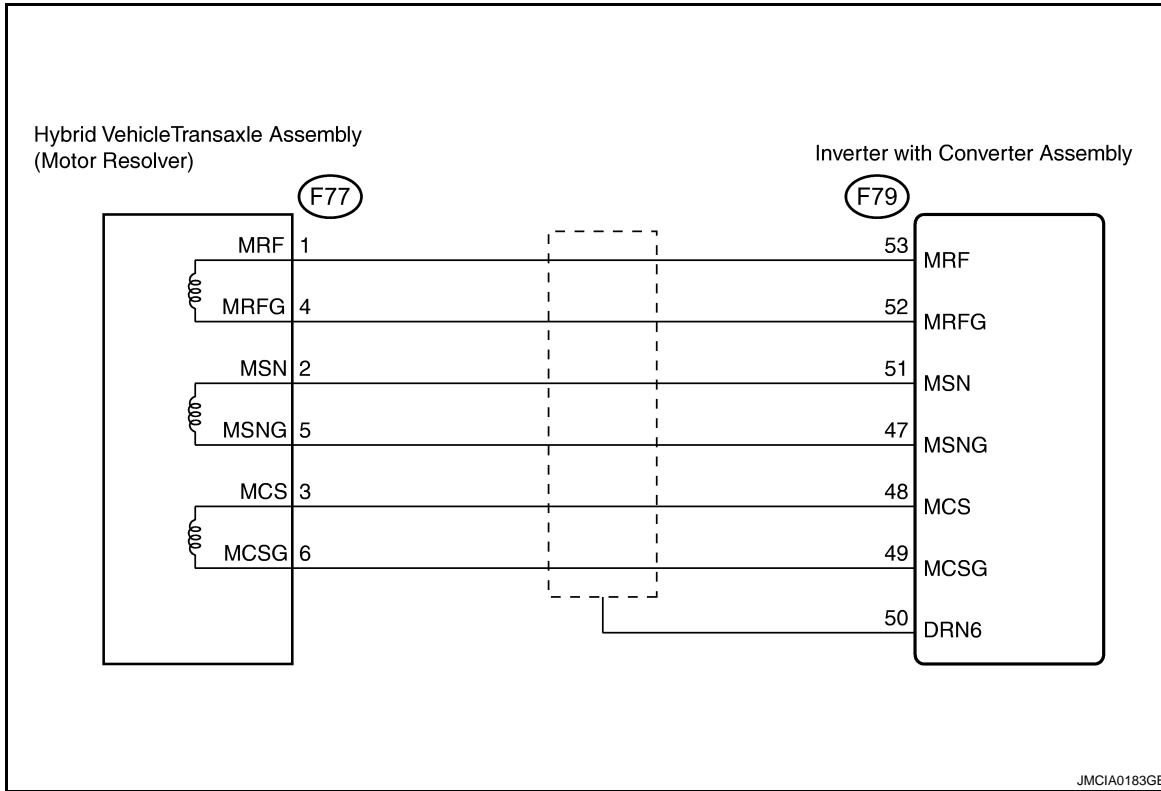 Hybrid VehicleTransaxle Assembly
(Motor Resolver)
Inverter with Converter Assembly
F77
F79
MRF 1
53 MRF
MRFG 4
52 MRFG
MSN 2
51 MSN
MSNG 5
47 MSNG
MCS 3
48 MCS
MCSG 6
49 MCSG
50 DRN6
JMCIA0183GB